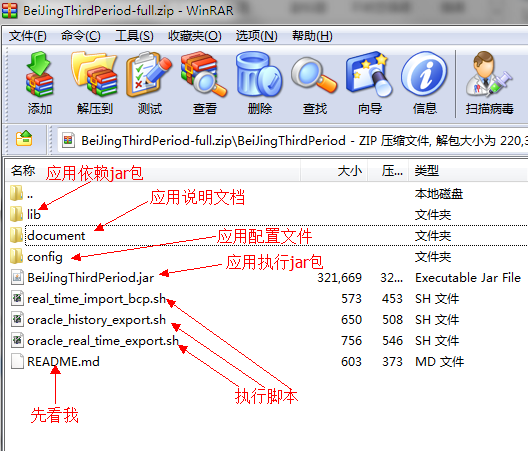 BeiJingThirdPeriod-full.zip - WinRAR
文件(F) 命令(C) 工具(S) 收藏夹(O) 选项(N) 帮助(H)
添加 解压到 测试 查看 删除 查找 向导 信息 扫描病毒
BeiJingThirdPeriod-full.zip\BeiJingThirdPeriod - ZIP 压缩文件, 解包大小为 220,3
名称 大小 压... 类型
应用依赖jar包
.. 本地磁盘
应用说明文档
lib 文件夹
document 文件夹
应用配置文件
config 文件夹
应用执行jar包
BeiJingThirdPeriod.jar 321,669 32... Executable Jar File
real_time_import_bcp.sh 573 453 SH 文件
oracle_history_export.sh 650 508 SH 文件
oracle_real_time_export.sh 756 546 SH 文件
README.md 603 373 MD 文件
执行脚本
先看我